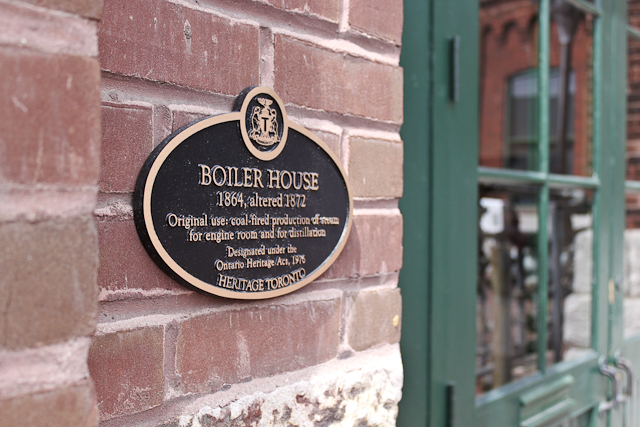 BOILER HOUSE
1864, altered 1872
Original use: coal-fired production of steam
for engine room and for distillation
Designated under the
Ontario Heritage Act, 1976
HERITAGE TORONTO